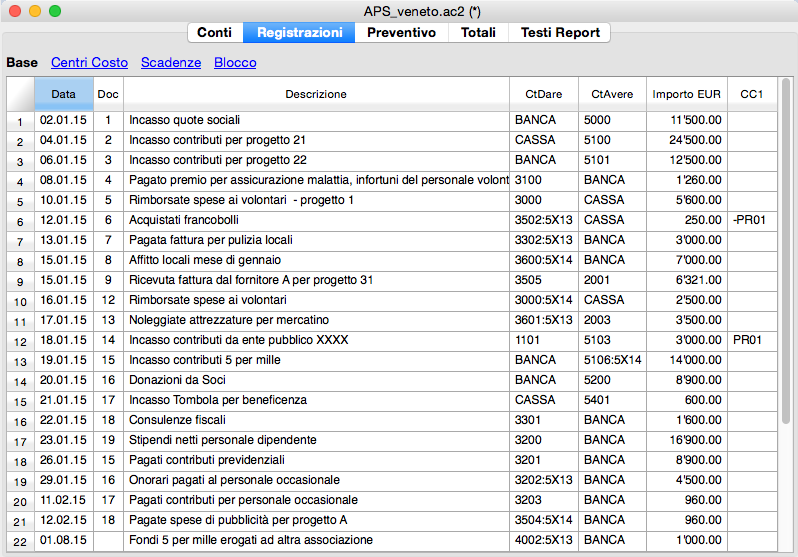 APS_veneto.ac2 (*)
Conti Registrazioni Preventivo Totali Testi Report
Base Centri Costo Scadenze Blocco
Data Doc Descrizione CtDare CtAvere Importo EUR CC1
1 02.01.15 1 Incasso quote sociali BANCA 5000 11'500.00
2 04.01.15 2 Incasso contributi per progetto 21 CASSA 5100 24'500.00
3 06.01.15 3 Incasso contributi per progetto 22 BANCA 5101 12'500.00
4 08.01.15 4 Pagato premio per assicurazione malattia, infortuni del personale volont 3100 BANCA 1'260.00
5 10.01.15 5 Rimborsate spese ai volontari - progetto 1 3000 CASSA 5'600.00
6 12.01.15 6 Acquistati francobolli 3502:5X13 CASSA 250.00 -PR01
7 13.01.15 7 Pagata fattura per pulizia locali 3302:5X13 BANCA 3'000.00
8 15.01.15 8 Affitto locali mese di gennaio 3600:5X14 BANCA 7'000.00
9 15.01.15 9 Ricevuta fattura dal fornitore A per progetto 31 3505 2001 6'321.00
10 16.01.15 12 Rimborsate spese ai volontari 3000:5X14 CASSA 2'500.00
11 17.01.15 13 Noleggiate attrezzature per mercatino 3601:5X13 2003 3'500.00
12 18.01.15 14 Incasso contributi da ente pubblico XXXX 1101 5103 3'000.00 PR01
13 19.01.15 15 Incasso contributi 5 per mille BANCA 5106:5X14 14'000.00
14 20.01.15 16 Donazioni da Soci BANCA 5200 8'900.00
15 21.01.15 17 Incasso Tombola per beneficenza CASSA 5401 600.00
16 22.01.15 18 Consulenze fiscali 3301 BANCA 1'600.00
17 23.01.15 19 Stipendi netti personale dipendente 3200 BANCA 16'900.00
18 26.01.15 15 Pagati contributi previdenziali 3201 BANCA 8'900.00
19 29.01.15 16 Onorari pagati al personale occasionale 3202:5X13 BANCA 4'500.00
20 11.02.15 17 Pagati contributi per personale occasionale 3203 BANCA 960.00
21 12.02.15 18 Pagate spese di pubblicità per progetto A 3504:5X14 BANCA 960.00
22 01.08.15 Fondi 5 per mille erogati ad altra associazione 4002:5X13 BANCA 1'000.00